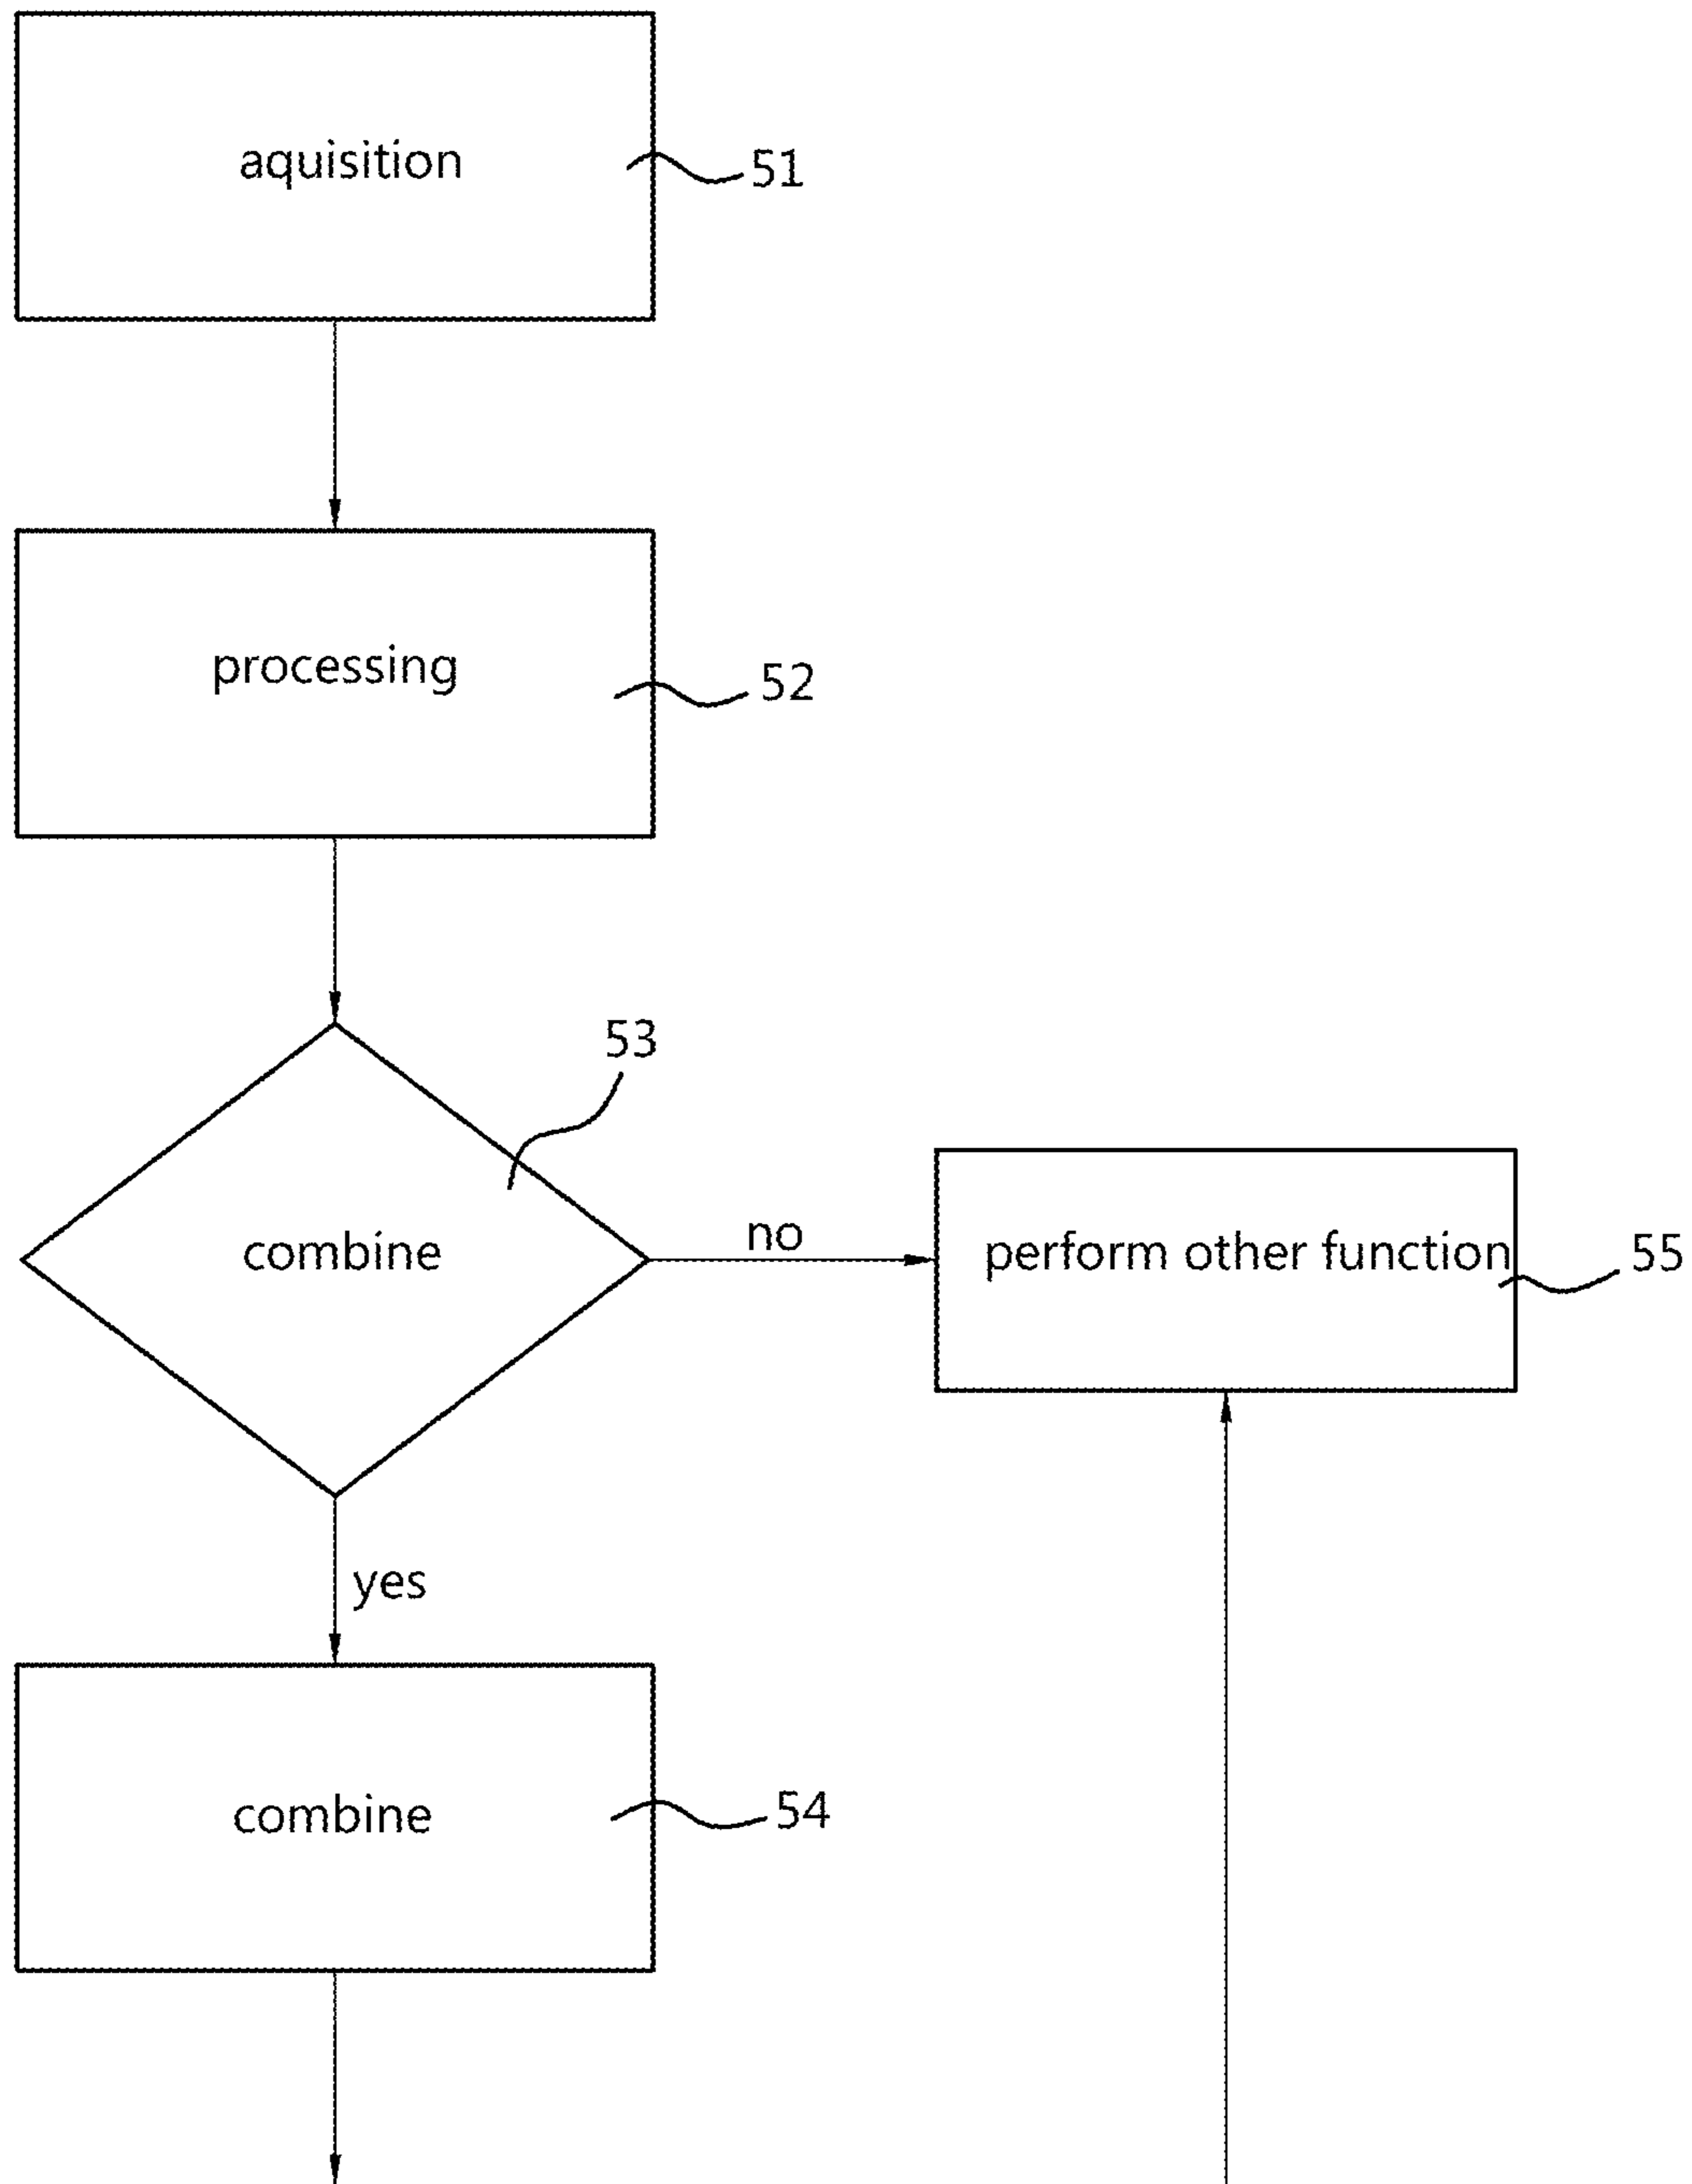 aquisition
51
processing
52
53
combine
no
perform other function
55
yes
combine
54